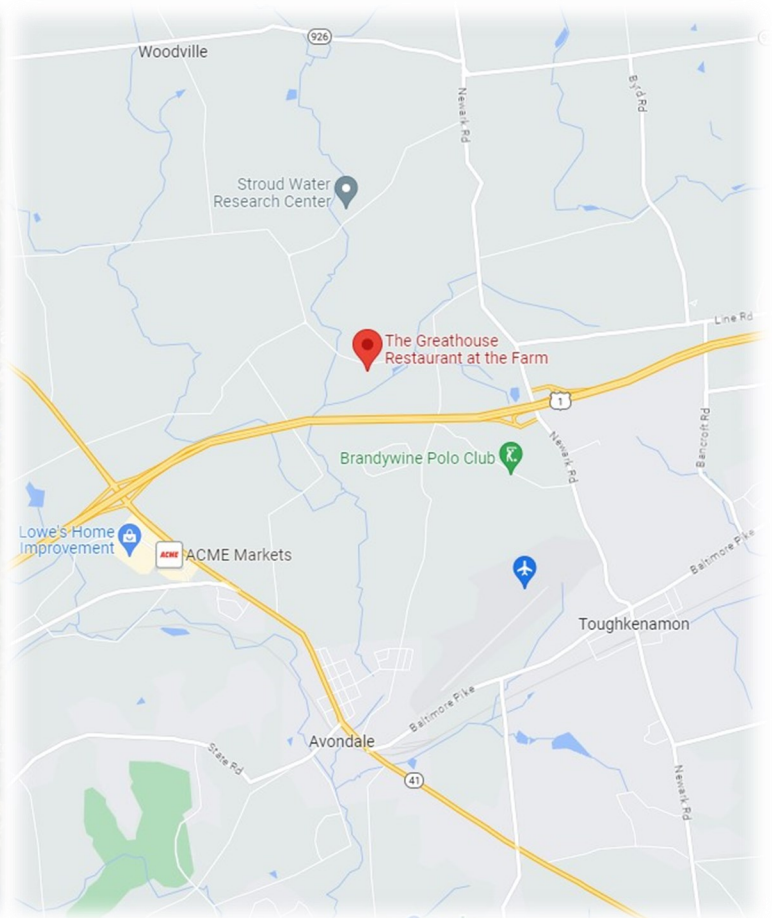 926
Woodville
Newark Rd
Byrd Rd
Stroud Water
Research Center
The Greathouse
Restaurant at the Farm
Line Rd
1
Newark Rd
Bancroft Rd
Brandywine Polo Club
Lowe's Home
Improvement
ACME
ACME Markets
Baltimore Pike
Toughkenamon
Baltimore Pike
Avondale
State Rd
41
Newark Rd